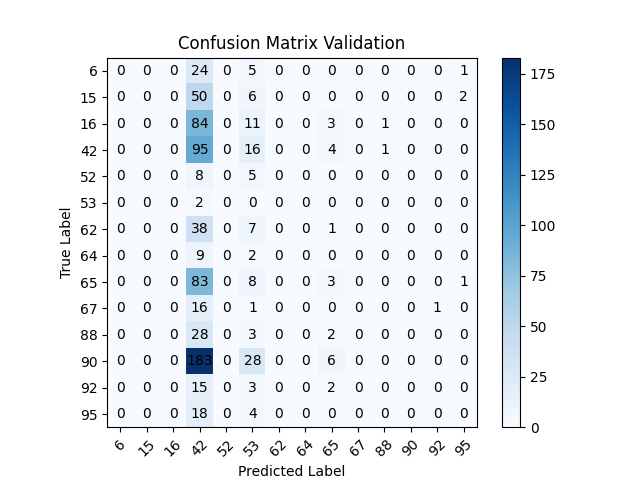 Confusion Matrix Validation
6 0 0 0 24 0 5 0 0 0 0 0 0 0 1
15 0 0 0 50 0 6 0 0 0 0 0 0 0 2
16 0 0 0 84 0 11 0 0 3 0 1 0 0 0
42 0 0 0 95 0 16 0 0 4 0 1 0 0 0
52 0 0 0 8 0 5 0 0 0 0 0 0 0 0
53 0 0 0 2 0 0 0 0 0 0 0 0 0 0
62 0 0 0 38 0 7 0 0 1 0 0 0 0 0
64 0 0 0 9 0 2 0 0 0 0 0 0 0 0
65 0 0 0 83 0 8 0 0 3 0 0 0 0 1
67 0 0 0 16 0 1 0 0 0 0 0 0 1 0
88 0 0 0 28 0 3 0 0 2 0 0 0 0 0
90 0 0 0 183 0 28 0 0 6 0 0 0 0 0
92 0 0 0 15 0 3 0 0 2 0 0 0 0 0
95 0 0 0 18 0 4 0 0 0 0 0 0 0 0
6 15 16 42 52 53 62 64 65 67 88 90 92 95
Predicted Label
True Label
175
150
125
100
75
50
25
0